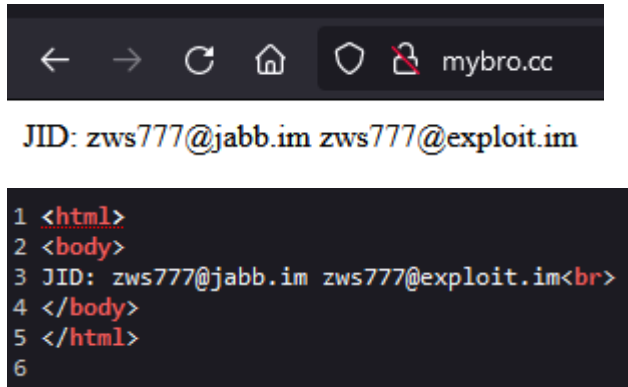 mybro.cc
JID: zws777@jabb.im zws777@exploit.im
1 <html>
2 <body>
3 JID: zws777@jabb.im zws777@exploit.im<br>
4 </body>
5 </html>
6